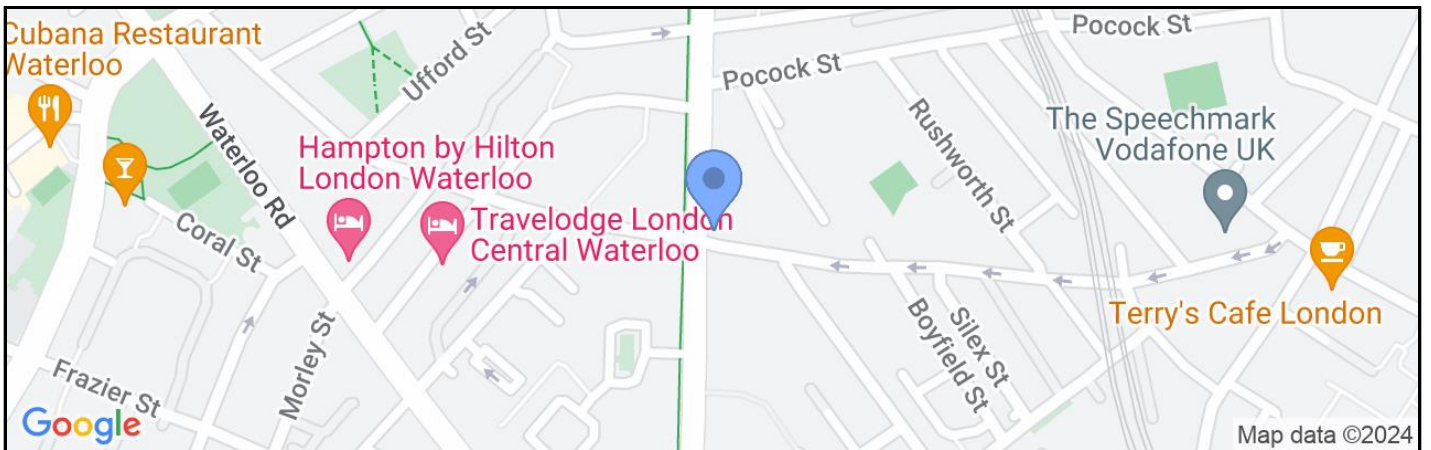 Cubana Restaurant
Waterloo
Ufford St
Pocock St
Pocock St
Waterloo Rd
Hampton by Hilton
London Waterloo
Rushworth St
The Speechmark
Vodafone UK
Travelodge London
Central Waterloo
Coral St
Morley St
Boyfield St
Silex St
Terry's Cafe London
Frazier St
Google
Map data ©2024